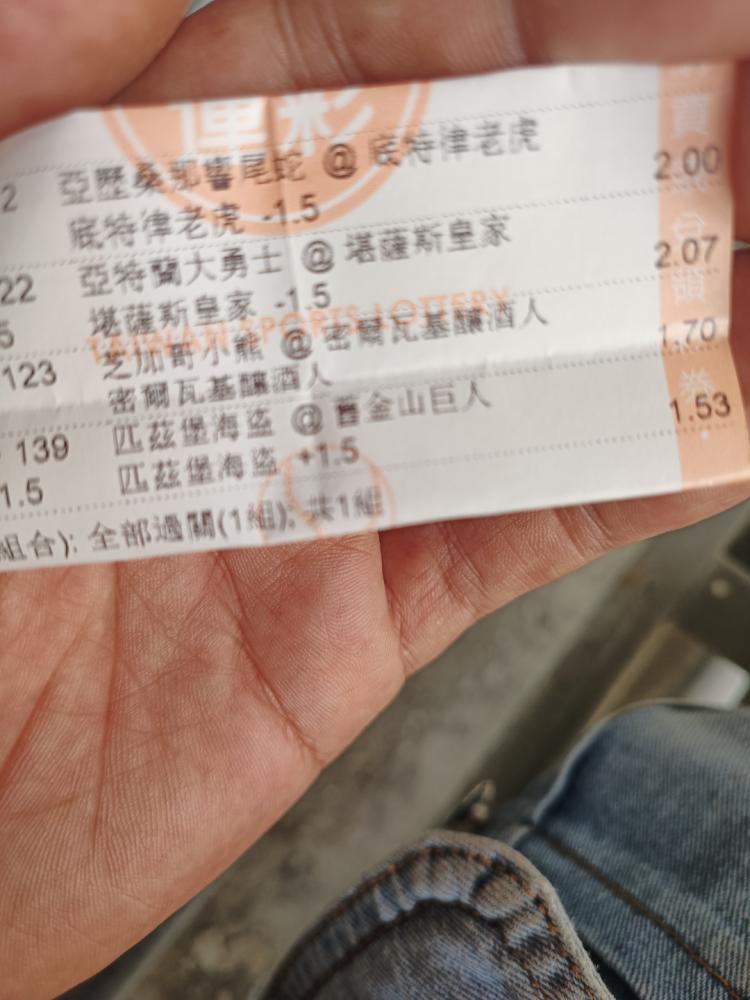 運彩
2 亞歷桑那響尾蛇 @ 底特律老虎
底特律老虎 -1.5 2.00
22 亞特蘭大勇士 @ 堪薩斯皇家
5 堪薩斯皇家 -1.5 2.07
TAIWAN SPORTS LOTTERY
123 芝加哥小熊 @ 密爾瓦基釀酒人
密爾瓦基釀酒人 1.70
139 匹茲堡海盜 @ 舊金山巨人
1.5 匹茲堡海盜 +1.5 1.53
組合): 全部過關(1組); 共1組